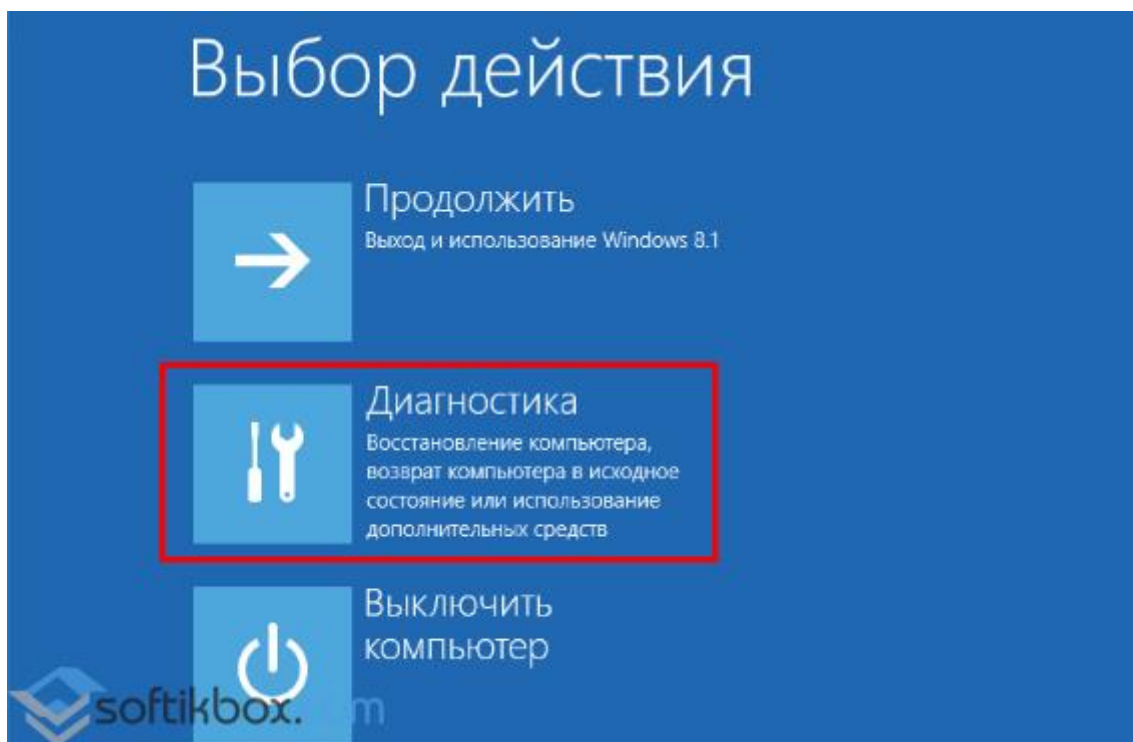 Выбор действия
Продолжить
Выход и использование Windows 8.1
Диагностика
Восстановление компьютера,
возврат компьютера в исходное
состояние или использование
дополнительных средств
Выключить
компьютер
softikbox.com